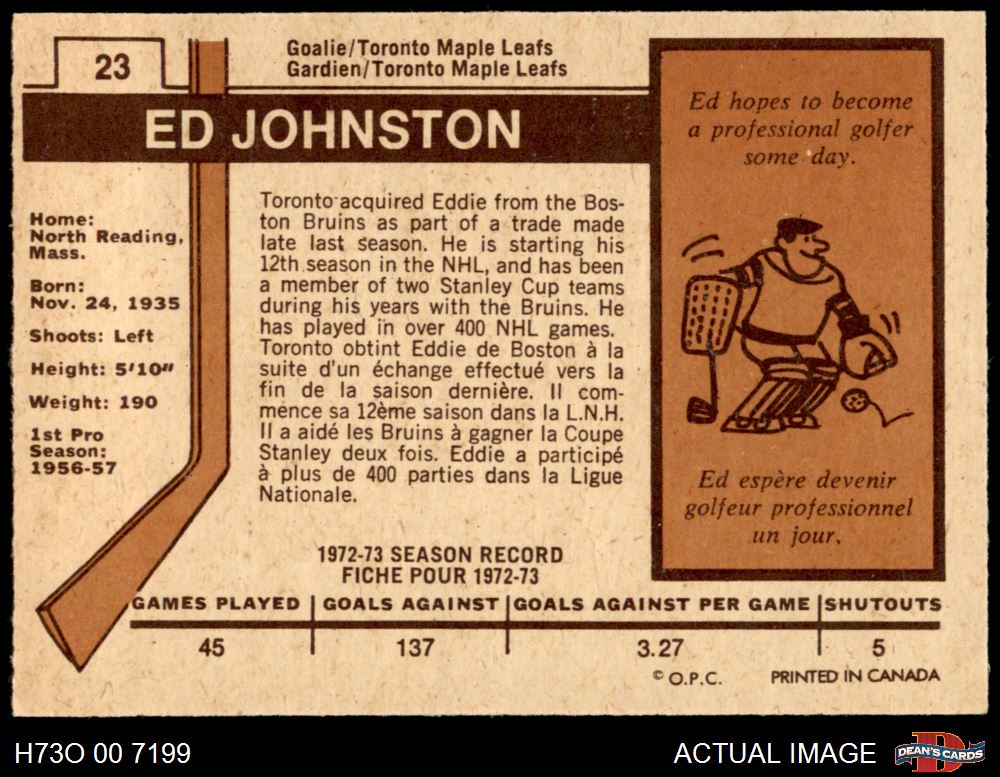 23
Goalie/Toronto Maple Leafs
Gardien/Toronto Maple Leafs
ED JOHNSTON
Home:
North Reading,
Mass.
Born:
Nov. 24, 1935
Shoots: Left
Height: 5'10"
Weight: 190
1st Pro
Season:
1956-57
Toronto acquired Eddie from the Bos-
ton Bruins as part of a trade made
late last season. He is starting his
12th season in the NHL, and has been
a member of two Stanley Cup teams
during his years with the Bruins. He
has played in over 400 NHL games.
Toronto obtint Eddie de Boston à la
suite d'un échange effectué vers la
fin de la saison dernière. Il com-
mence sa 12ème saison dans la L.N.H.
Il a aidé les Bruins à gagner la Coupe
Stanley deux fois. Eddie a participé
à plus de 400 parties dans la Ligue
Nationale.
Ed hopes to become
a professional golfer
some day.
Ed espère devenir
golfeur professionnel
un jour.
1972-73 SEASON RECORD
FICHE POUR 1972-73
GAMES PLAYED GOALS AGAINST GOALS AGAINST PER GAME SHUTOUTS
45 137 3.27 5
© O.P.C. PRINTED IN CANADA
H73O 00 7199
ACTUAL IMAGE
D
DEAN'S CARDS